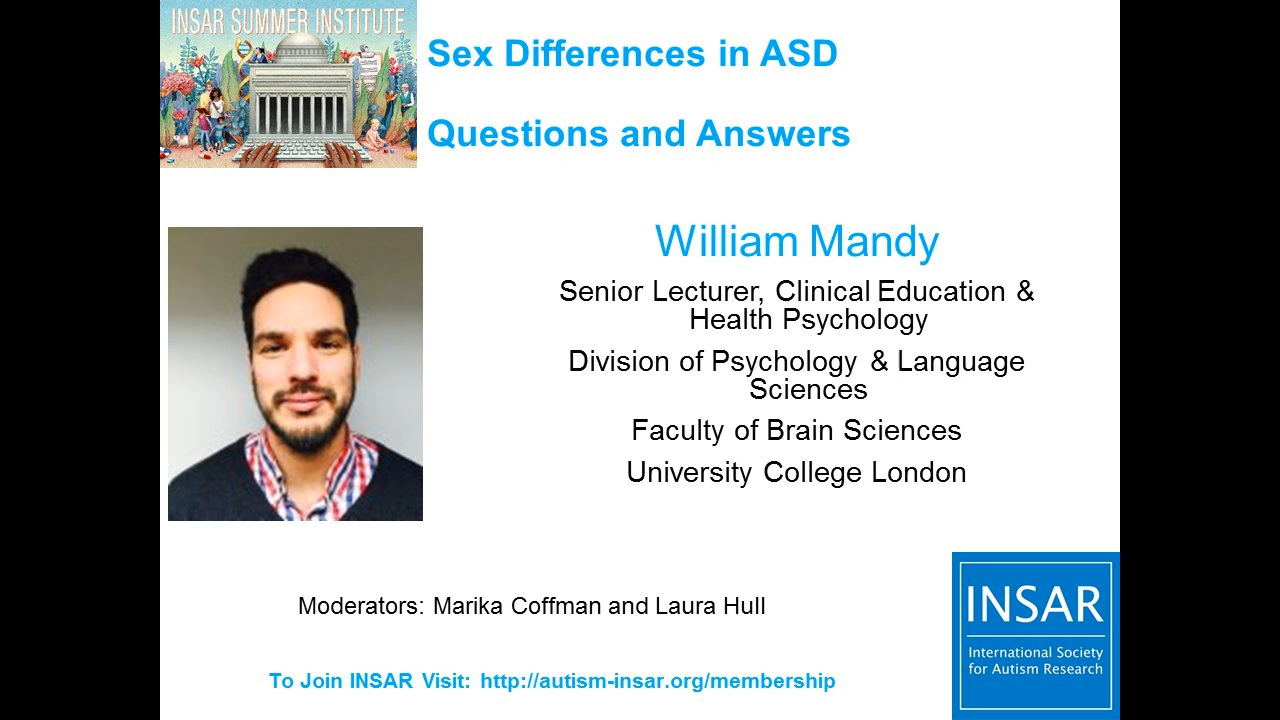 INSAR SUMMER INSTITUTE
Sex Differences in ASD
Questions and Answers
William Mandy
Senior Lecturer, Clinical Education &
Health Psychology
Division of Psychology & Language
Sciences
Faculty of Brain Sciences
University College London
Moderators: Marika Coffman and Laura Hull
To Join INSAR Visit: http://autism-insar.org/membership
INSAR
International Society
for Autism Research